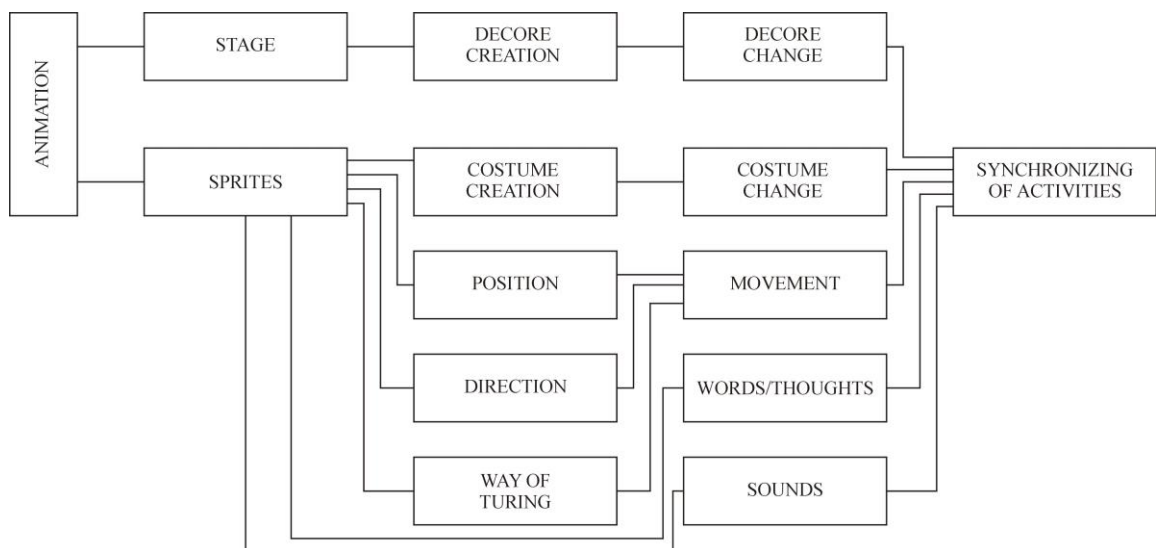 ANIMATION
STAGE
DECORE
CREATION
DECORE
CHANGE
SPRITES
COSTUME
CREATION
COSTUME
CHANGE
SYNCHRONIZING
OF ACTIVITIES
POSITION
MOVEMENT
DIRECTION
WORDS/THOUGHTS
WAY OF
TURING
SOUNDS